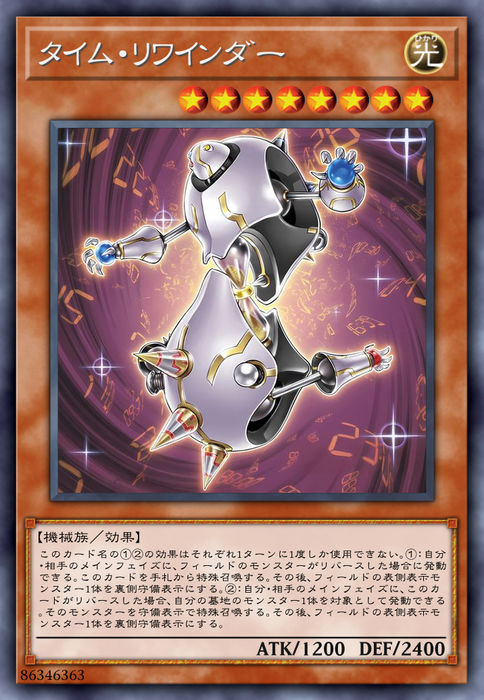 タイム・リワインダー
ひかり
光
【機械族／効果】
このカード名の①②の効果はそれぞれ1ターンに1度しか使用できない。①：自分
・相手のメインフェイズに、フィールドのモンスターがリバースした場合に発動
できる。このカードを手札から特殊召喚する。その後、フィールドの表側表示モ
ンスター1体を裏側守備表示にする。②：自分・相手のメインフェイズに、このカ
ードがリバースした場合、自分の墓地のモンスター1体を対象として発動できる
。そのモンスターを守備表示で特殊召喚する。その後、フィールドの表側表示モ
ンスター1体を裏側守備表示にする。
ATK/1200 DEF/2400
86346363